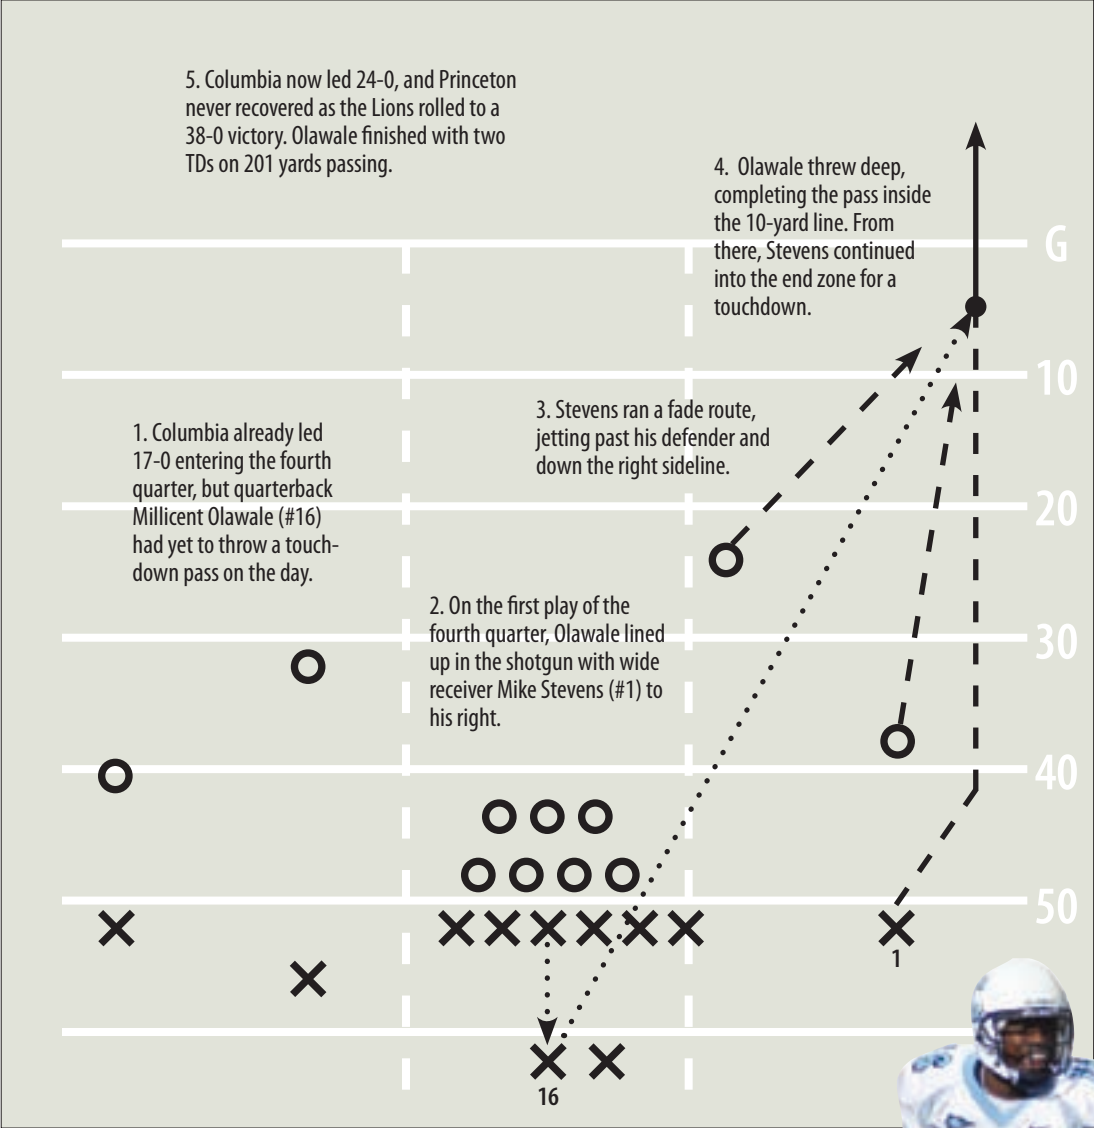 5. Columbia now led 24-0, and Princeton
never recovered as the Lions rolled to a
38-0 victory. Olawale finished with two
TDs on 201 yards passing.
4.  Olawale threw deep,
completing the pass inside
the 10-yard line. From
there, Stevens continued
into the end zone for a
touchdown.
G
10
3. Stevens ran a fade route,
jetting past his defender and
down the right sideline.
1. Columbia already led
17-0 entering the fourth
quarter, but quarterback
Millicent Olawale (#16)
had yet to throw a touch-
down pass on the day.
20
2. On the first play of the
fourth quarter, Olawale lined
up in the shotgun with wide
receiver Mike Stevens (#1) to
his right.
30
40
50
1
16